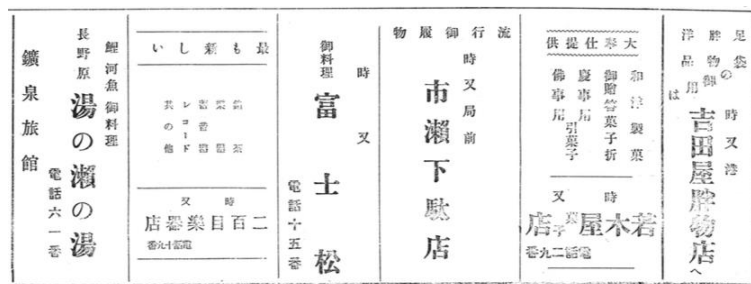 足袋
胖物の御用は
洋品
時又港
吉田屋胖物店へ
大奉仕提供
和洋製菓
御贈答菓子折
慶事用
佛事用
引菓子
時又
若木屋菓子店
電話二九番
流行御履物
時又局前
市瀬下駄店
時又
御料理
富士松
電話十五番
最も新しい
蓄音器
レコード
其の他
時又
二百目樂器店
電話十九番
鯉河魚御料理
長野原
湯の瀬の湯
電話六一番
鑛泉旅館